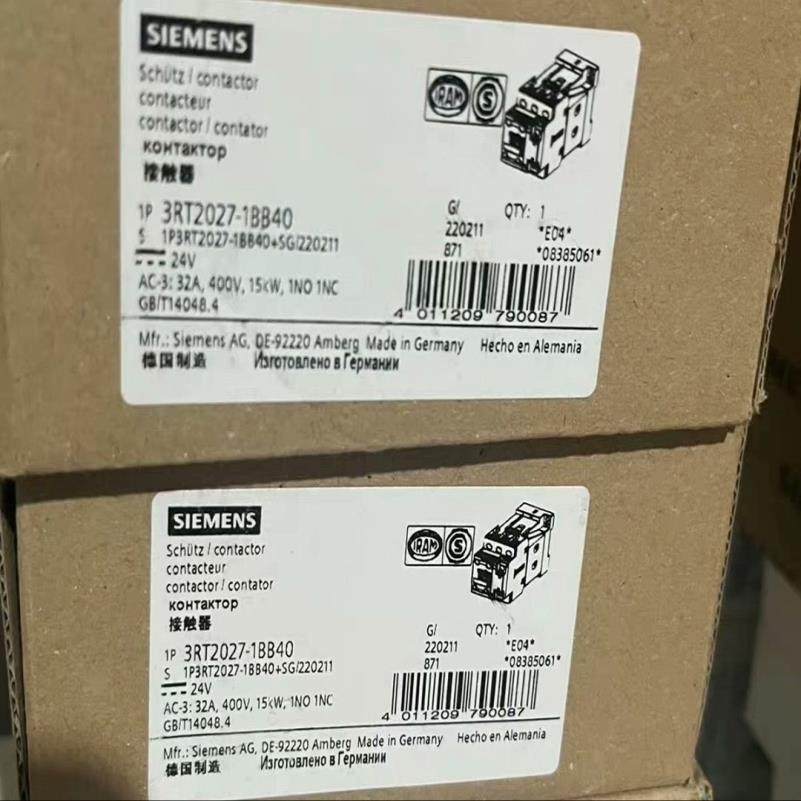 SIEMENS
Schütz / contactor
contacteur
contactor / contator
контактор
接触器
IRAM S
1P 3RT2027-1BB40
S 1P3RT2027-1BB40+SG/220211
24V
AC-3: 32A, 400V, 15kW, 1NO 1NC
GB/T14048.4
G/ QTY: 1
220211 *E04*
871 *08385061*
4 011209 790087
Mfr.: Siemens AG, DE-92220 Amberg Made in Germany Hecho en Alemania
德国制造 Изготовлено в Германии
SIEMENS
Schütz / contactor
contacteur
contactor / contator
контактор
接触器
IRAM S
1P 3RT2027-1BB40
S 1P3RT2027-1BB40+SG/220211
24V
AC-3: 32A, 400V, 15kW, 1NO 1NC
GB/T14048.4
G/ QTY: 1
220211 *E04*
871 *08385061*
4 011209 790087
Mfr.: Siemens AG, DE-92220 Amberg Made in Germany Hecho en Alemania
德国制造 Изготовлено в Германии